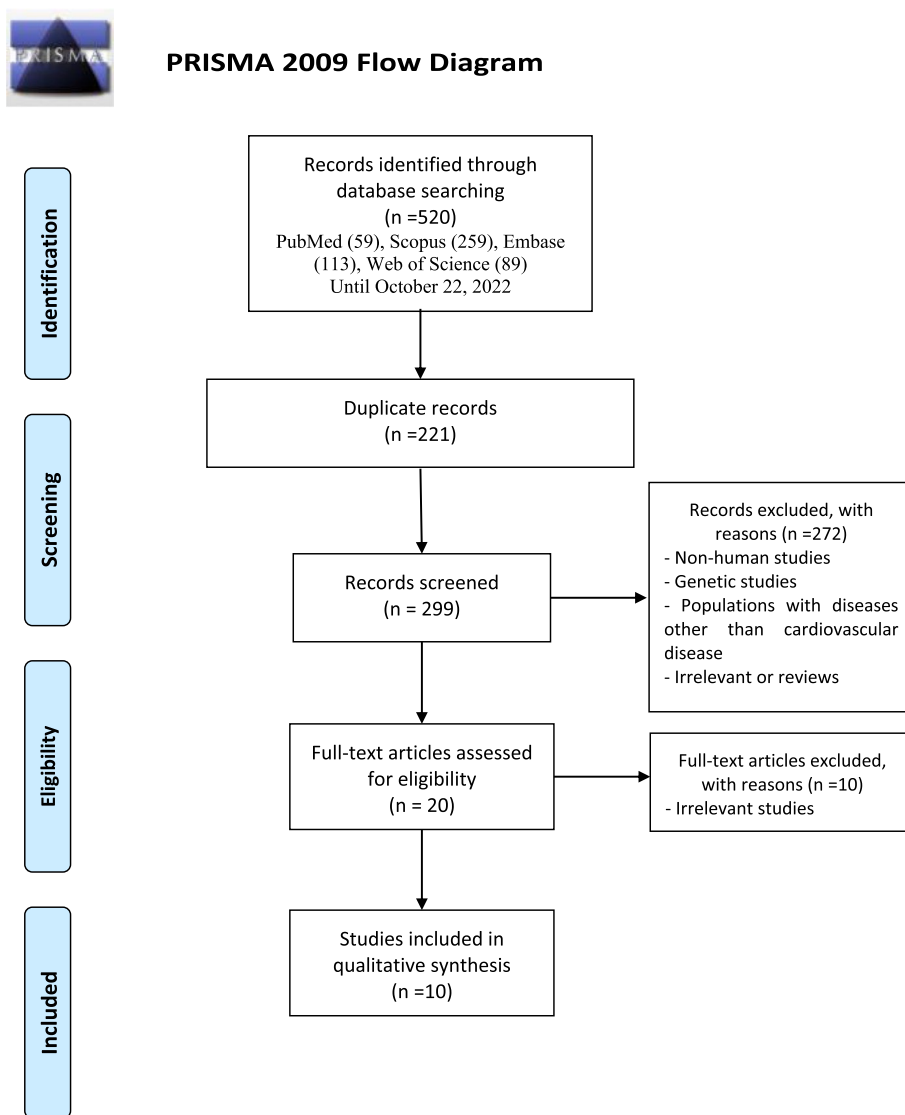 PRISMA
PRISMA 2009 Flow Diagram
Identification
Records identified through
database searching
(n =520)
PubMed (59), Scopus (259), Embase
(113), Web of Science (89)
Until October 22, 2022
Duplicate records
(n =221)
Screening
Records screened
(n = 299)
Records excluded, with
reasons (n =272)
- Non-human studies
- Genetic studies
- Populations with diseases
other than cardiovascular
disease
- Irrelevant or reviews
Eligibility
Full-text articles assessed
for eligibility
(n = 20)
Full-text articles excluded,
with reasons (n =10)
- Irrelevant studies
Included
Studies included in
qualitative synthesis
(n =10)